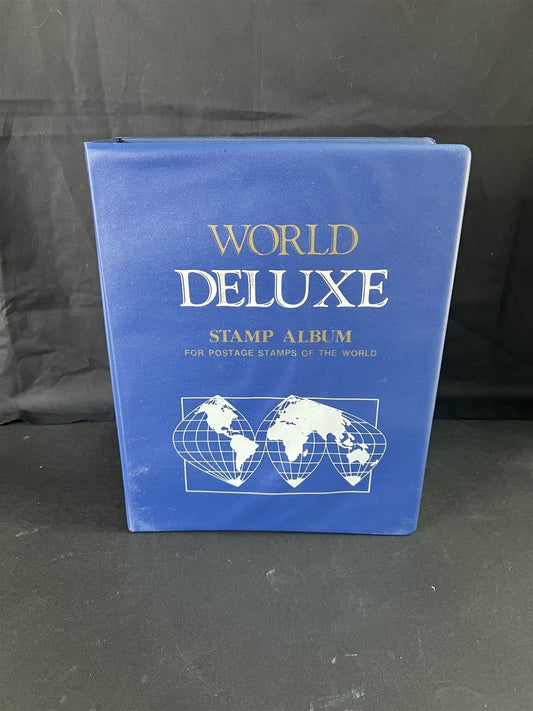 WORLD
DELUXE
STAMP ALBUM
FOR POSTAGE STAMPS OF THE WORLD